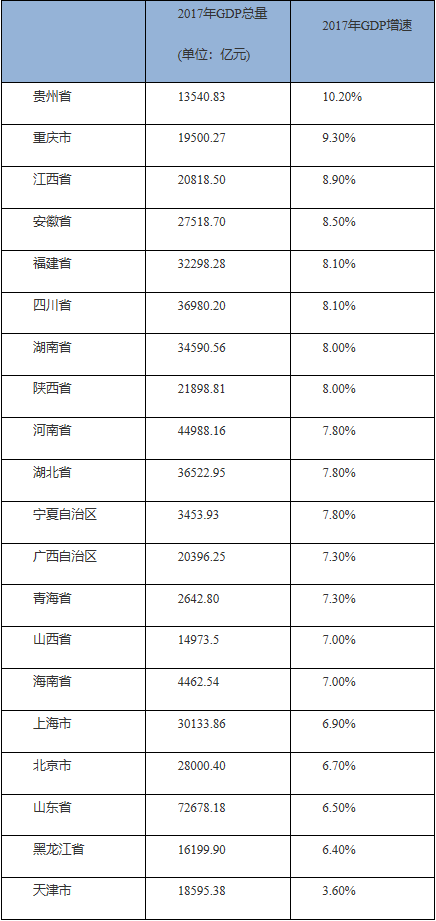 2017年GDP总量
(单位：亿元)
2017年GDP增速
贵州省 13540.83 10.20%
重庆市 19500.27 9.30%
江西省 20818.50 8.90%
安徽省 27518.70 8.50%
福建省 32298.28 8.10%
四川省 36980.20 8.10%
湖南省 34590.56 8.00%
陕西省 21898.81 8.00%
河南省 44988.16 7.80%
湖北省 36522.95 7.80%
宁夏自治区 3453.93 7.80%
广西自治区 20396.25 7.30%
青海省 2642.80 7.30%
山西省 14973.5 7.00%
海南省 4462.54 7.00%
上海市 30133.86 6.90%
北京市 28000.40 6.70%
山东省 72678.18 6.50%
黑龙江省 16199.90 6.40%
天津市 18595.38 3.60%